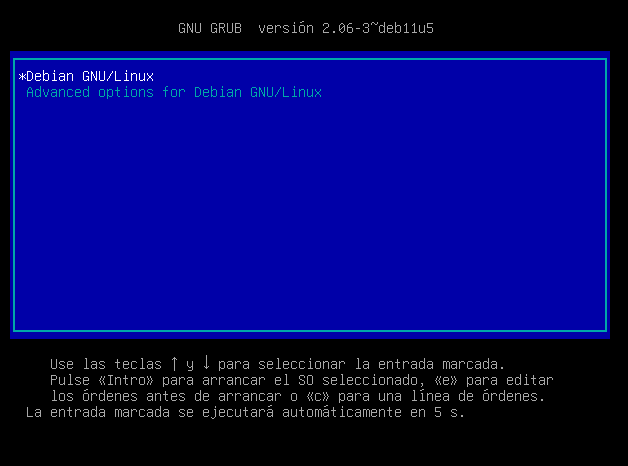 GNU GRUB  versión 2.06-3~deb11u5
*Debian GNU/Linux
Advanced options for Debian GNU/Linux
Use las teclas ↑ y ↓ para seleccionar la entrada marcada.
Pulse «Intro» para arrancar el SO seleccionado, «e» para editar
los órdenes antes de arrancar o «c» para una línea de órdenes.
La entrada marcada se ejecutará automáticamente en 5 s.